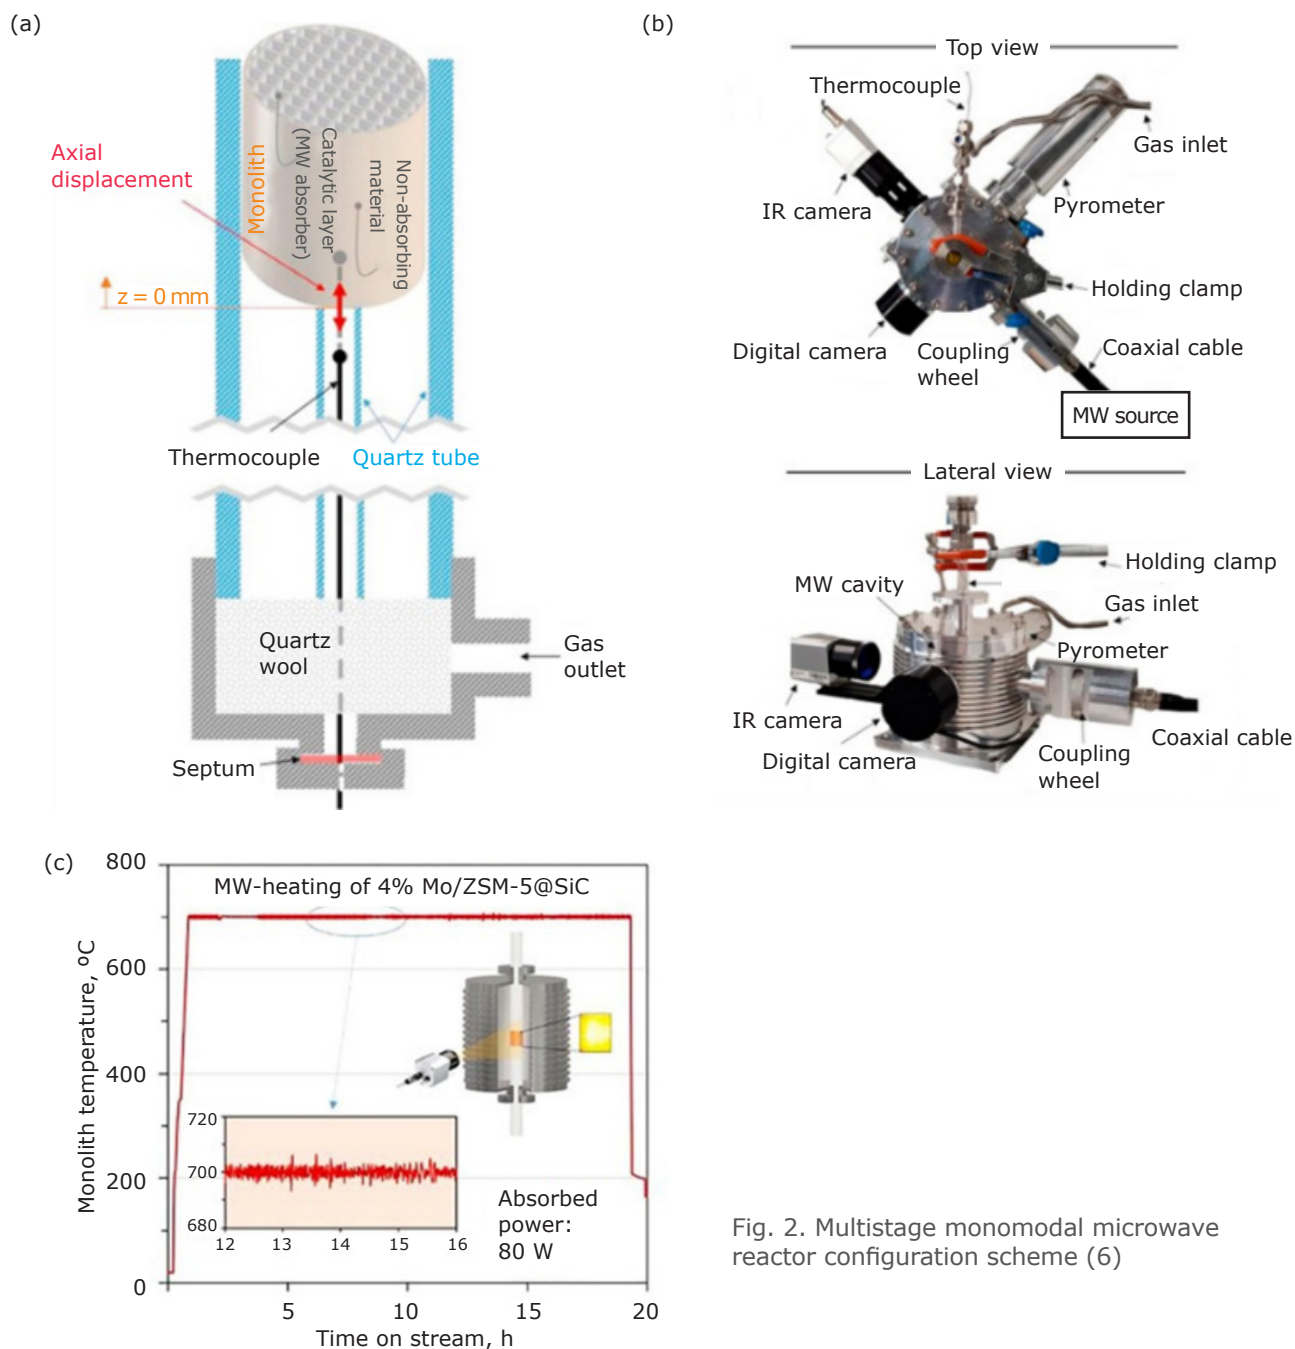 (a)
Axial
displacement
Monolith
Catalytic layer
(MW absorber)
Non-absorbing
material
z = 0 mm
Thermocouple
Quartz tube
Quartz
wool
Gas
outlet
Septum
(b)
Top view
Thermocouple
Gas inlet
IR camera
Pyrometer
Holding clamp
Digital camera
Coupling
wheel
Coaxial cable
MW source
Lateral view
Holding clamp
MW cavity
Gas inlet
Pyrometer
IR camera
Digital camera
Coupling
wheel
Coaxial cable
(c)
800
600
400
200
0
Monolith temperature, ºC
MW-heating of 4% Mo/ZSM-5@SiC
720
700
680
12 13 14 15 16
Absorbed
power:
80 W
5 10 15 20
Time on stream, h
Fig. 2. Multistage monomodal microwave
reactor configuration scheme (6)